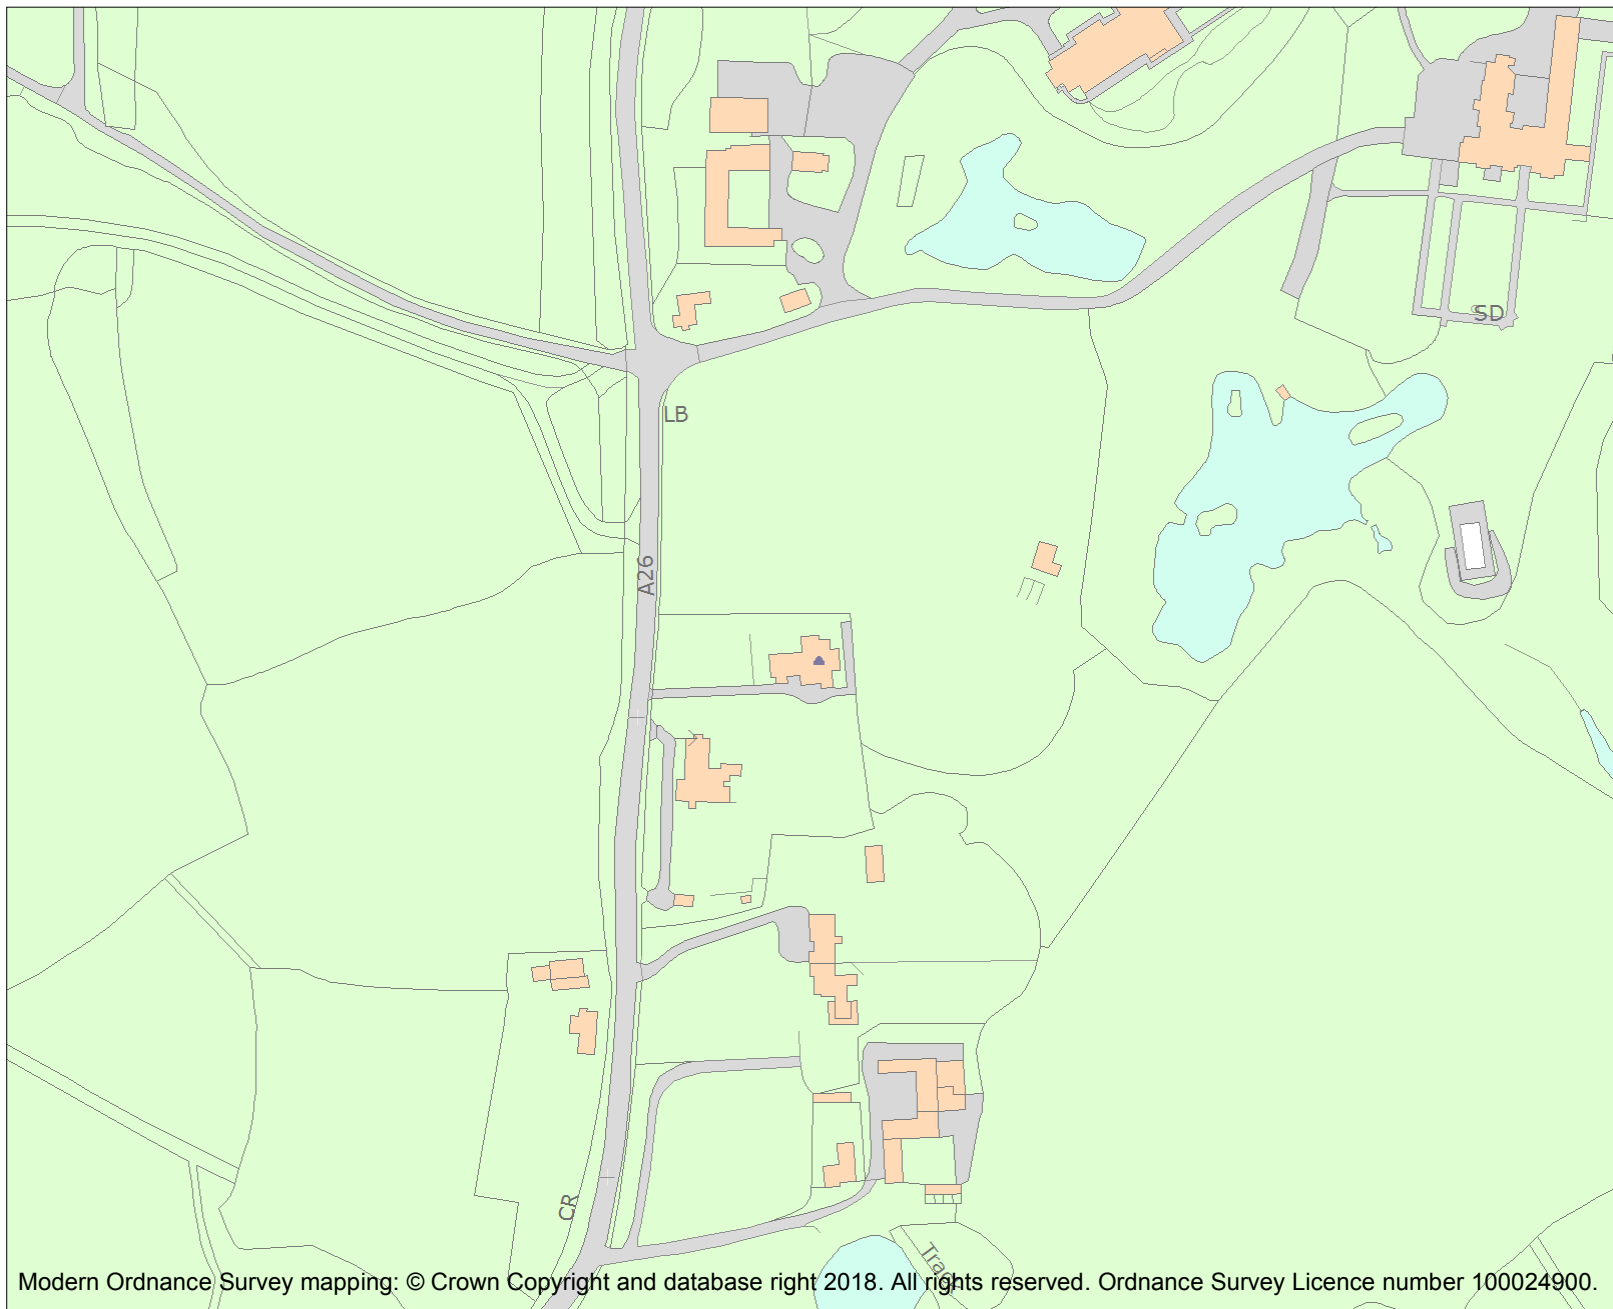 SD
LB
A26
CR
Track
Modern Ordnance Survey mapping: © Crown Copyright and database right 2018. All rights reserved. Ordnance Survey Licence number 100024900.